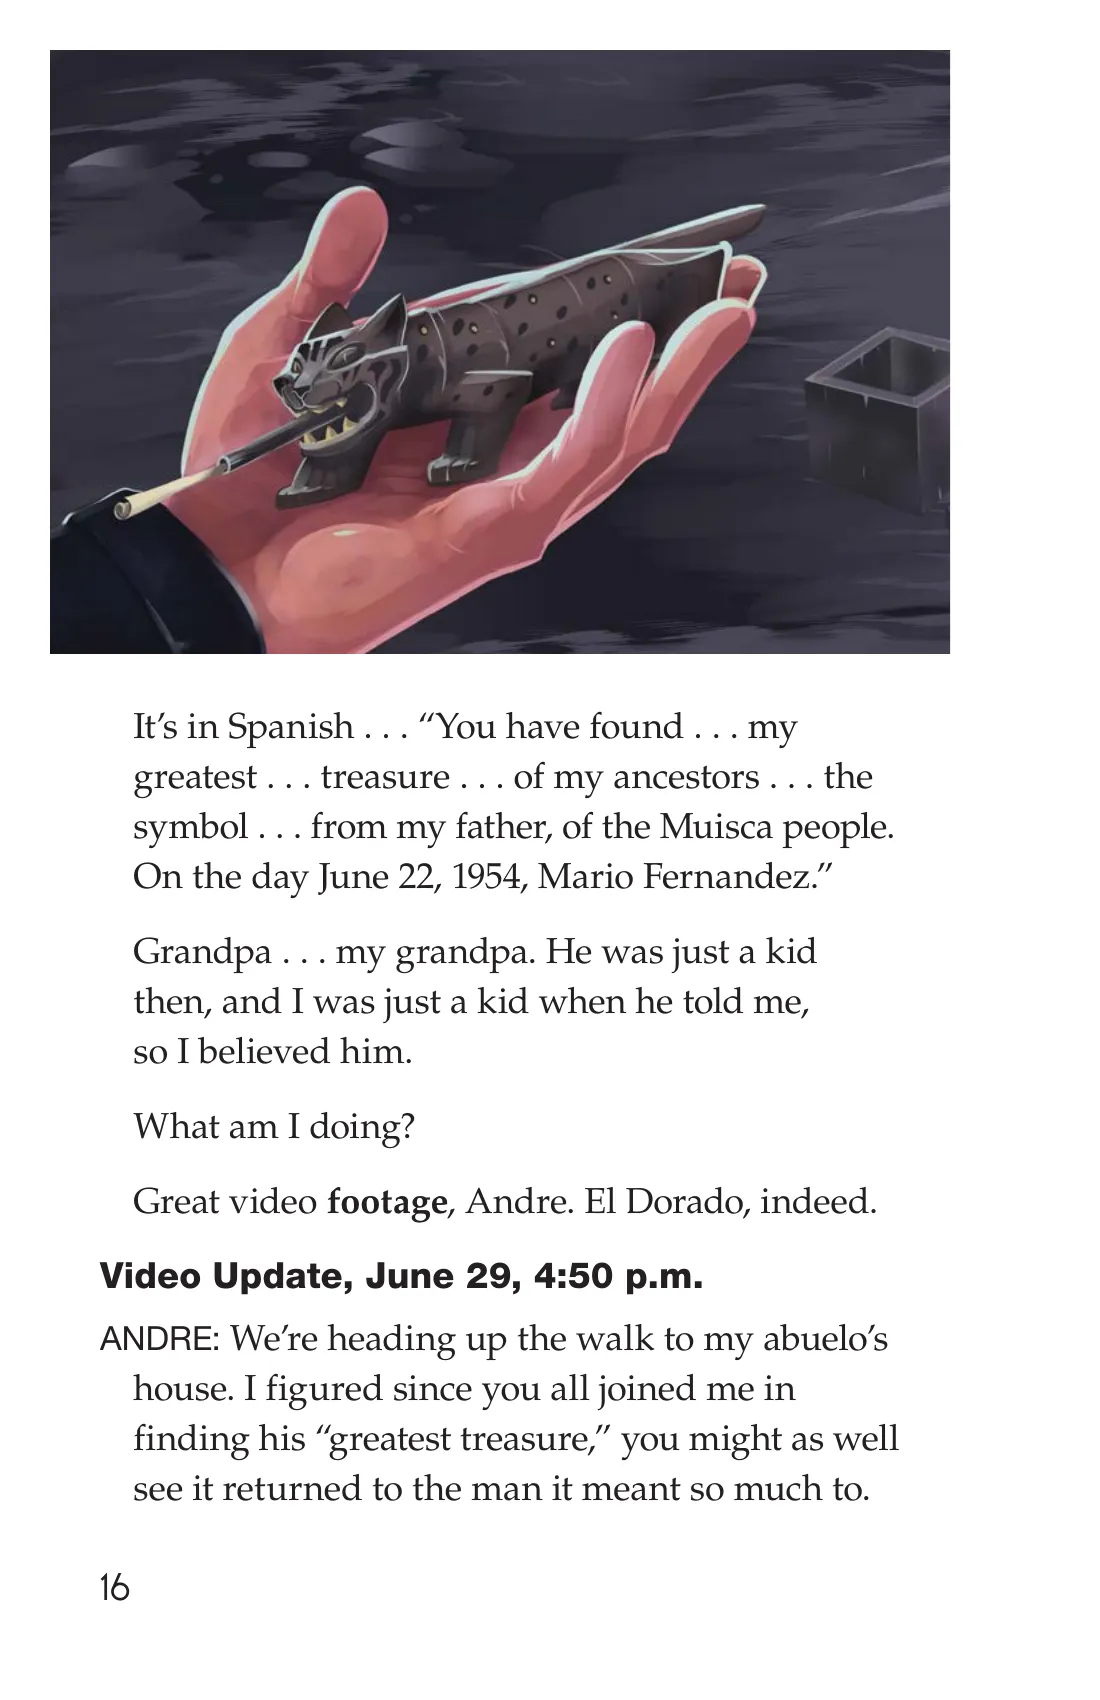 It’s in Spanish . . . “You have found . . . my
greatest . . . treasure . . . of my ancestors . . . the
symbol . . . from my father, of the Muisca people.
On the day June 22, 1954, Mario Fernandez.”
Grandpa . . . my grandpa. He was just a kid
then, and I was just a kid when he told me,
so I believed him.
What am I doing?
Great video footage, Andre. El Dorado, indeed.
Video Update, June 29, 4:50 p.m.
ANDRE: We’re heading up the walk to my abuelo’s
house. I figured since you all joined me in
finding his “greatest treasure,” you might as well
see it returned to the man it meant so much to.
16